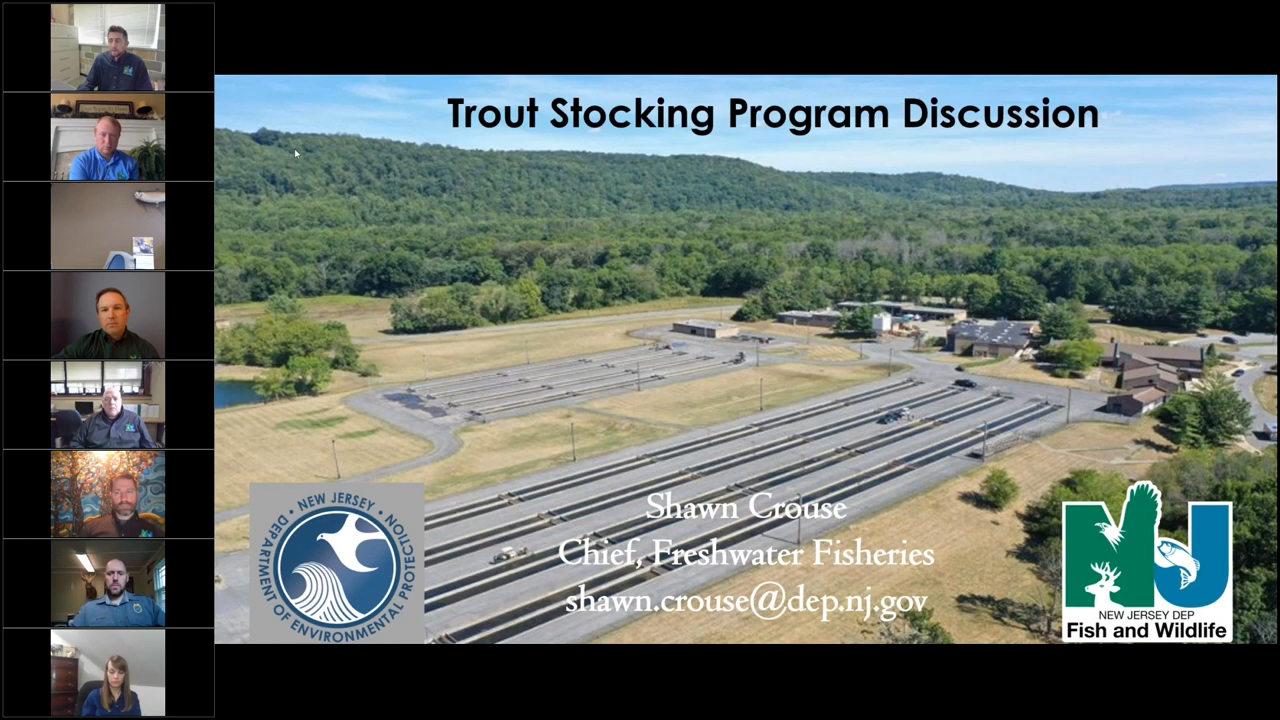 Trout Stocking Program Discussion
Shawn Crouse
Chief, Freshwater Fisheries
shawn.crouse@dep.nj.gov
• NEW JERSEY •
DEPARTMENT OF ENVIRONMENTAL PROTECTION
NJ
NEW JERSEY DEP
Fish and Wildlife